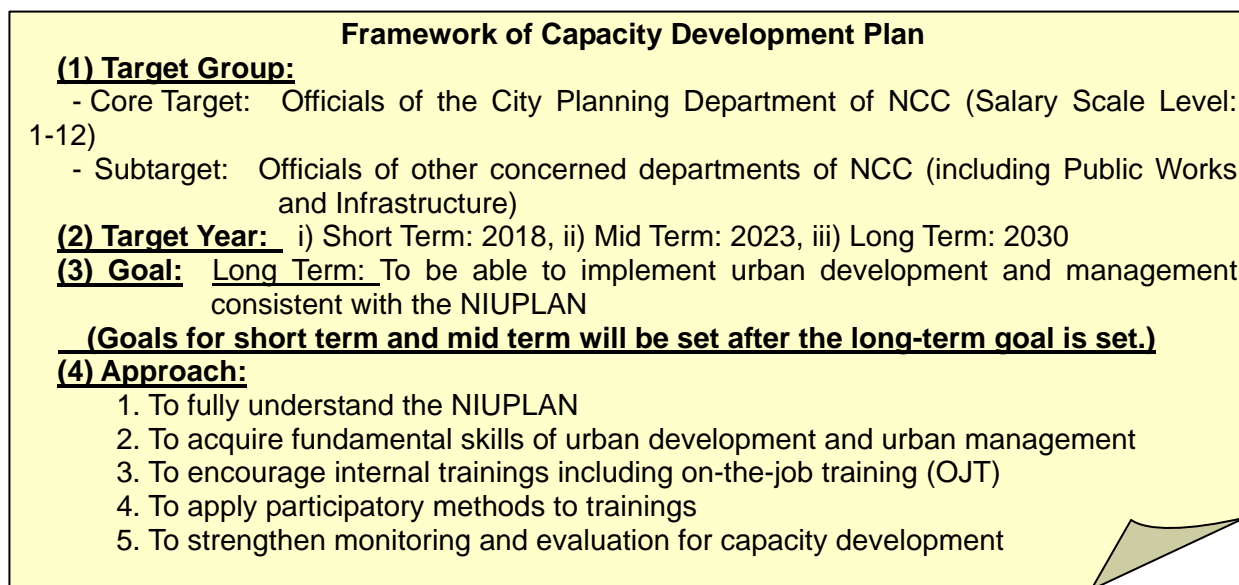 Framework of Capacity Development Plan
(1) Target Group:
- Core Target: Officials of the City Planning Department of NCC (Salary Scale Level:
1-12)
- Subtarget: Officials of other concerned departments of NCC (including Public Works
and Infrastructure)
(2) Target Year: i) Short Term: 2018, ii) Mid Term: 2023, iii) Long Term: 2030
(3) Goal: Long Term: To be able to implement urban development and management
consistent with the NIUPLAN
(Goals for short term and mid term will be set after the long-term goal is set.)
(4) Approach:
1. To fully understand the NIUPLAN
2. To acquire fundamental skills of urban development and urban management
3. To encourage internal trainings including on-the-job training (OJT)
4. To apply participatory methods to trainings
5. To strengthen monitoring and evaluation for capacity development